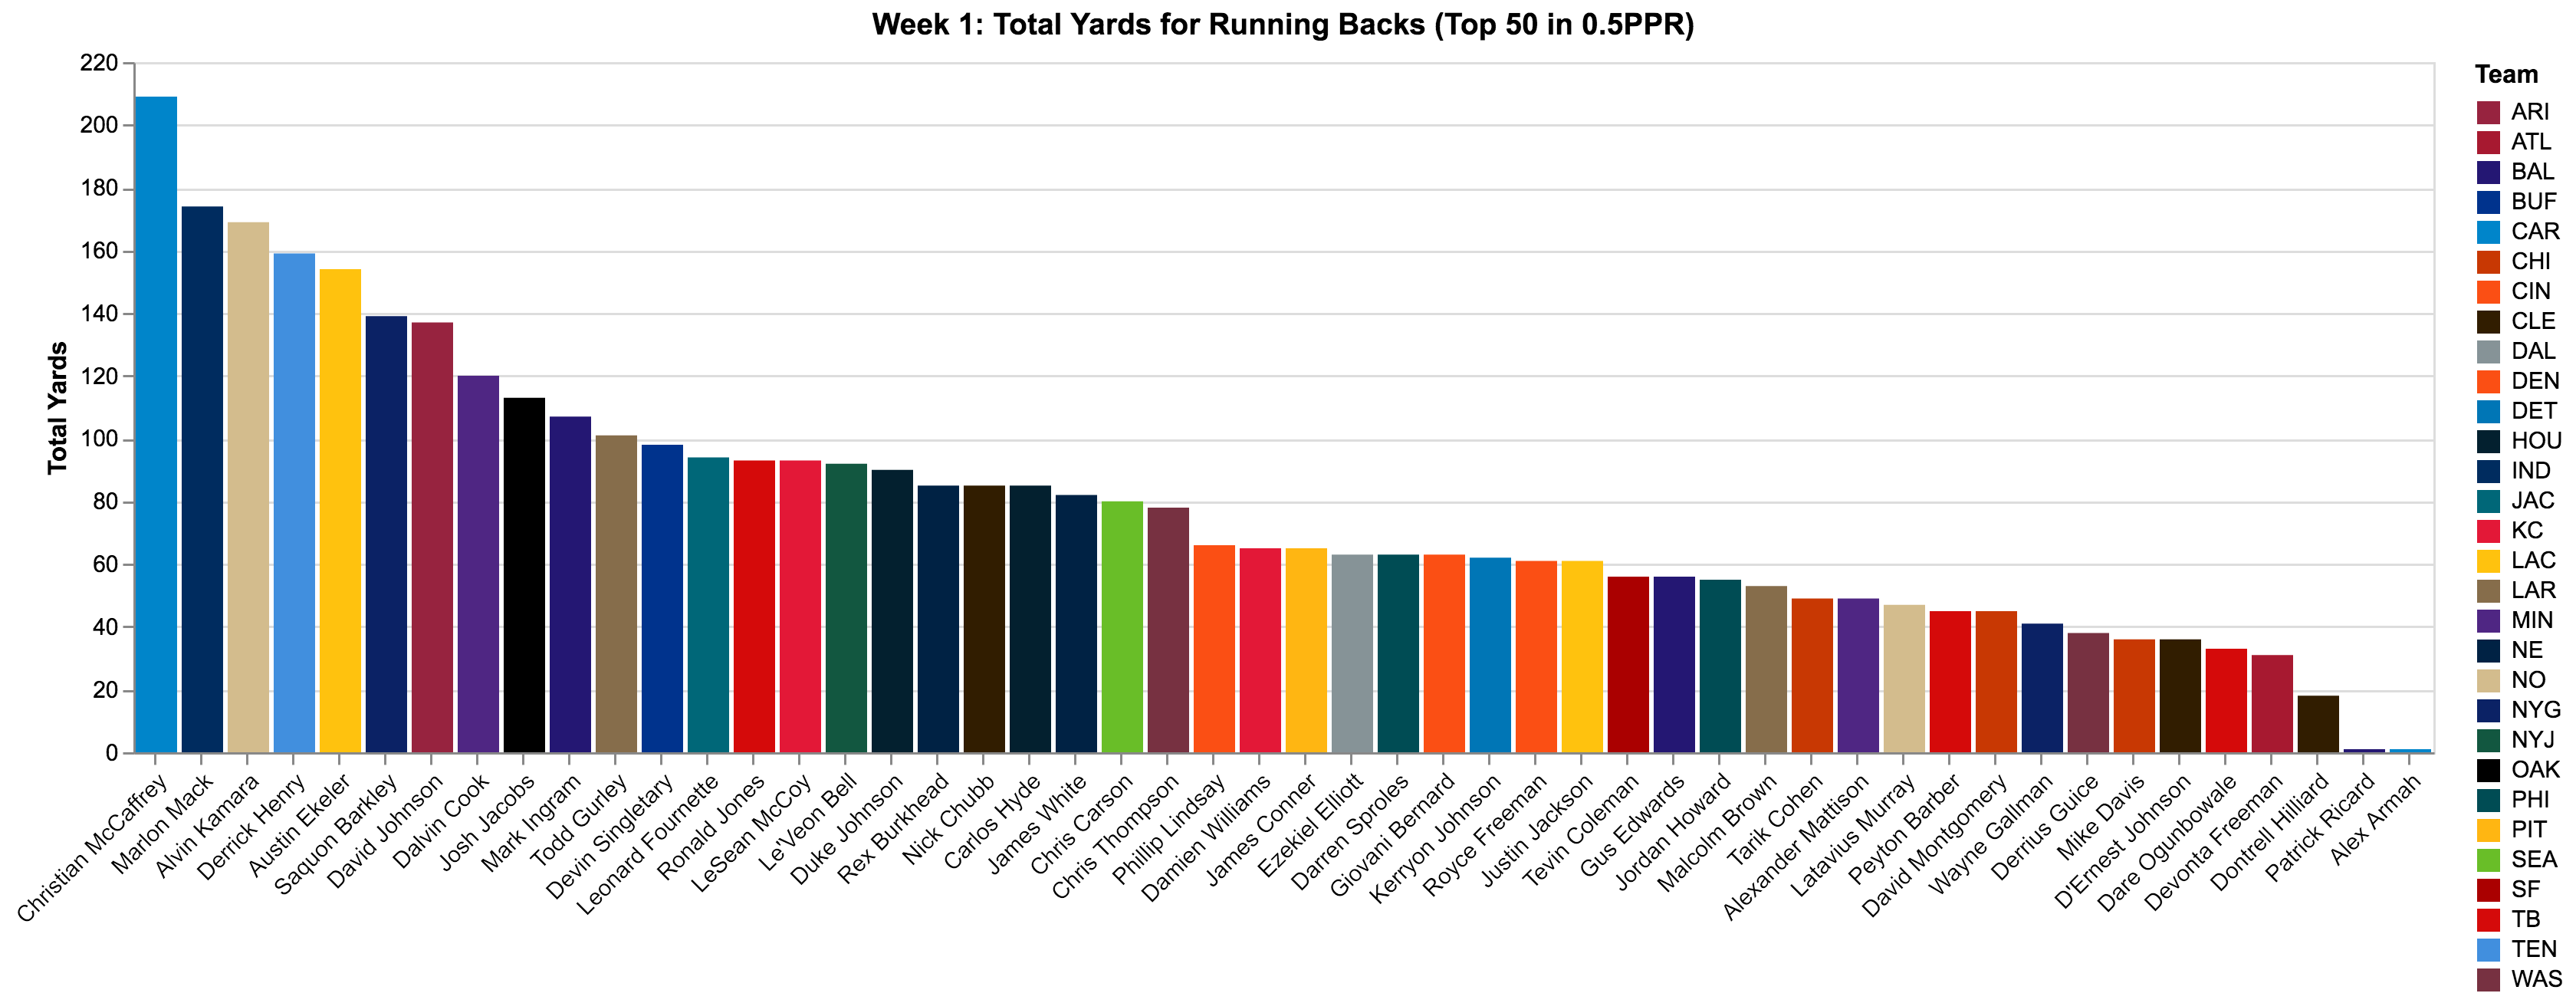 Week 1: Total Yards for Running Backs (Top 50 in 0.5PPR)
Total Yards
220
200
180
160
140
120
100
80
60
40
20
0
Christian McCaffrey
Marlon Mack
Alvin Kamara
Derrick Henry
Austin Ekeler
Saquon Barkley
David Johnson
Dalvin Cook
Josh Jacobs
Mark Ingram
Todd Gurley
Devin Singletary
Leonard Fournette
Ronald Jones
LeSean McCoy
Le'Veon Bell
Duke Johnson
Rex Burkhead
Nick Chubb
Carlos Hyde
James White
Chris Carson
Chris Thompson
Phillip Lindsay
Damien Williams
James Conner
Ezekiel Elliott
Darren Sproles
Giovani Bernard
Kerryon Johnson
Royce Freeman
Justin Jackson
Tevin Coleman
Gus Edwards
Jordan Howard
Malcolm Brown
Tarik Cohen
Alexander Mattison
Latavius Murray
Peyton Barber
David Montgomery
Wayne Gallman
Derrius Guice
Mike Davis
D'Ernest Johnson
Dare Ogunbowale
Devonta Freeman
Dontrell Hilliard
Patrick Ricard
Alex Armah
Team
ARI
ATL
BAL
BUF
CAR
CHI
CIN
CLE
DAL
DEN
DET
HOU
IND
JAC
KC
LAC
LAR
MIN
NE
NO
NYG
NYJ
OAK
PHI
PIT
SEA
SF
TB
TEN
WAS